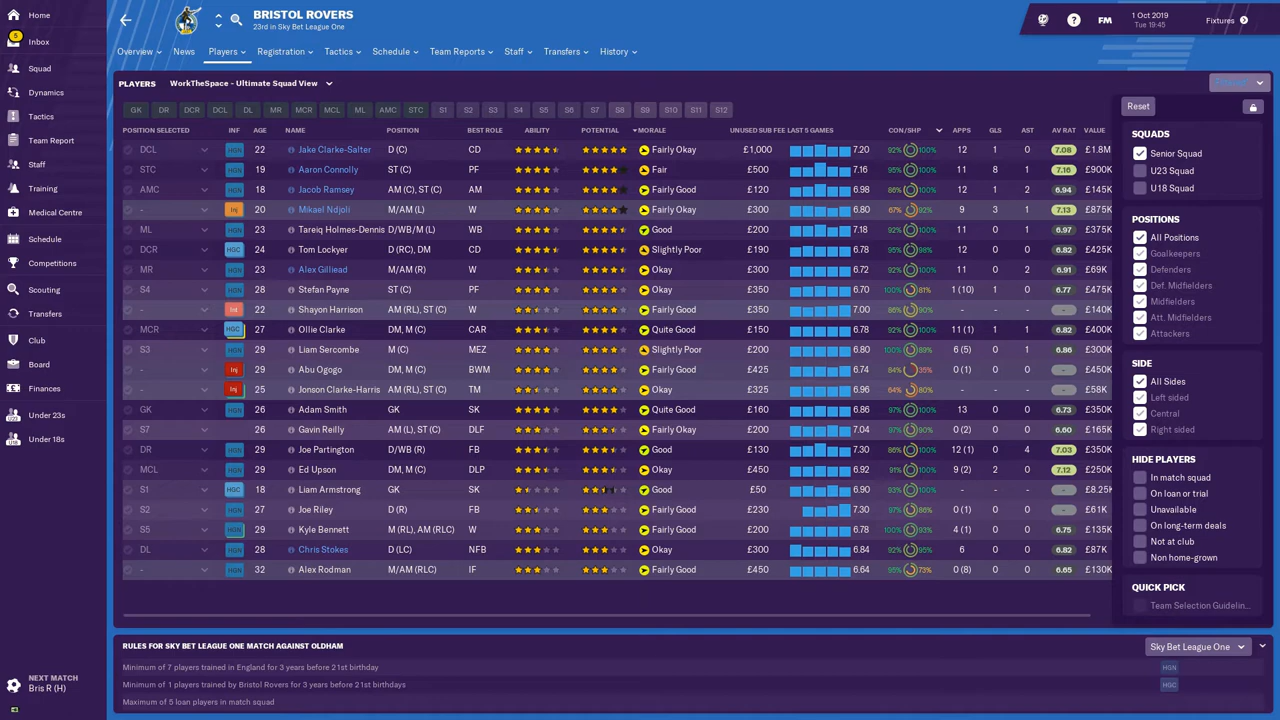 Home
5
Inbox
Squad
Dynamics
Tactics
Team Report
Staff
Training
Medical Centre
Schedule
Competitions
Scouting
Transfers
Club
Board
Finances
Under 23s
Under 18s
NEXT MATCH
Bris R (H)
BRISTOL ROVERS
23rd in Sky Bet League One
? FM 1 Oct 2019 Tue 19:45 Fixtures
Overview News Players Registration Tactics Schedule Team Reports Staff Transfers History
PLAYERS WorkTheSpace - Ultimate Squad View
GK DR DCR DCL DL MR MCR MCL ML AMC STC S1 S2 S3 S4 S5 S6 S7 S8 S9 S10 S11 S12
POSITION SELECTED INF AGE NAME POSITION BEST ROLE ABILITY POTENTIAL MORALE UNUSED SUB FEE LAST 5 GAMES CON/SHP APPS GLS AST AV RAT VALUE
DCL HGN 22 Jake Clarke-Salter D (C) CD Fairly Okay £1,000 7.20 92% 100% 12 1 0 7.08 £1.8M
STC HGN 19 Aaron Connolly ST (C) PF Fair £500 7.16 95% 100% 11 8 1 7.16 £900K
AMC HGN 18 Jacob Ramsey AM (C), ST (C) AM Fairly Good £120 6.98 86% 100% 12 1 2 6.94 £145K
- Inj 20 Mikael Ndjoli M/AM (L) W Fairly Okay £300 6.80 67% 92% 9 3 1 7.13 £875K
ML HGN 23 Tareiq Holmes-Dennis D/WB/M (L) WB Good £200 7.18 92% 100% 11 0 1 6.97 £375K
DCR HGC 24 Tom Lockyer D (RC), DM CD Slightly Poor £190 6.78 95% 98% 12 0 0 6.82 £425K
MR HGN 23 Alex Gilliead M/AM (R) W Okay £300 6.72 92% 100% 11 0 2 6.91 £69K
S4 HGN 28 Stefan Payne ST (C) PF Okay £350 6.70 100% 81% 1 (10) 1 0 6.77 £475K
- Inj 22 Shayon Harrison AM (RL), ST (C) W Fairly Good £350 7.00 86% 90% - - - - £140K
MCR HGC 27 Ollie Clarke DM, M (C) CAR Quite Good £150 6.78 92% 100% 11 (1) 1 1 6.82 £400K
S3 HGN 29 Liam Sercombe M (C) MEZ Slightly Poor £200 6.80 100% 89% 6 (5) 0 1 6.86 £300K
- Inj 29 Abu Ogogo DM, M (C) BWM Fairly Good £425 6.74 84% 35% 0 (1) - - - £450K
- Inj 25 Jonson Clarke-Harris AM (RL), ST (C) TM Okay £325 6.96 64% 80% - - - - £58K
GK HGN 26 Adam Smith GK SK Quite Good £160 6.86 97% 100% 13 0 0 6.73 £350K
S7 26 Gavin Reilly AM (L), ST (C) DLF Fairly Okay £200 7.04 97% 90% 0 (2) - - 6.60 £165K
DR HGN 29 Joe Partington D/WB (R) FB Good £130 7.30 86% 100% 12 (1) 0 4 7.03 £350K
MCL HGN 29 Ed Upson DM, M (C) DLP Okay £450 6.92 91% 100% 9 (2) 2 0 7.12 £250K
S1 HGC 18 Liam Armstrong GK SK Good £50 6.90 93% 100% - - - - £8.25K
S2 HGN 27 Joe Riley D (R) FB Fairly Good £230 7.30 97% 86% 0 (1) - - - £61K
S5 HGN 29 Kyle Bennett M (RL), AM (RLC) W Fairly Good £200 6.78 100% 93% 4 (1) - - 6.75 £135K
DL HGN 28 Chris Stokes D (LC) NFB Okay £300 6.84 92% 95% 6 0 0 6.82 £87K
- HGN 32 Alex Rodman M/AM (RLC) IF Fairly Good £450 6.64 95% 73% 0 (8) - - 6.65 £130K
Reset
SQUADS
Senior Squad
U23 Squad
U18 Squad
POSITIONS
All Positions
Goalkeepers
Defenders
Def. Midfielders
Midfielders
Att. Midfielders
Attackers
SIDE
All Sides
Left sided
Central
Right sided
HIDE PLAYERS
In match squad
On loan or trial
Unavailable
On long-term deals
Not at club
Non home-grown
QUICK PICK
Team Selection Guidelin...
RULES FOR SKY BET LEAGUE ONE MATCH AGAINST OLDHAM Sky Bet League One
Minimum of 7 players trained in England for 3 years before 21st birthday HGN
Minimum of 1 players trained by Bristol Rovers for 3 years before 21st birthdays HGC
Maximum of 5 loan players in match squad